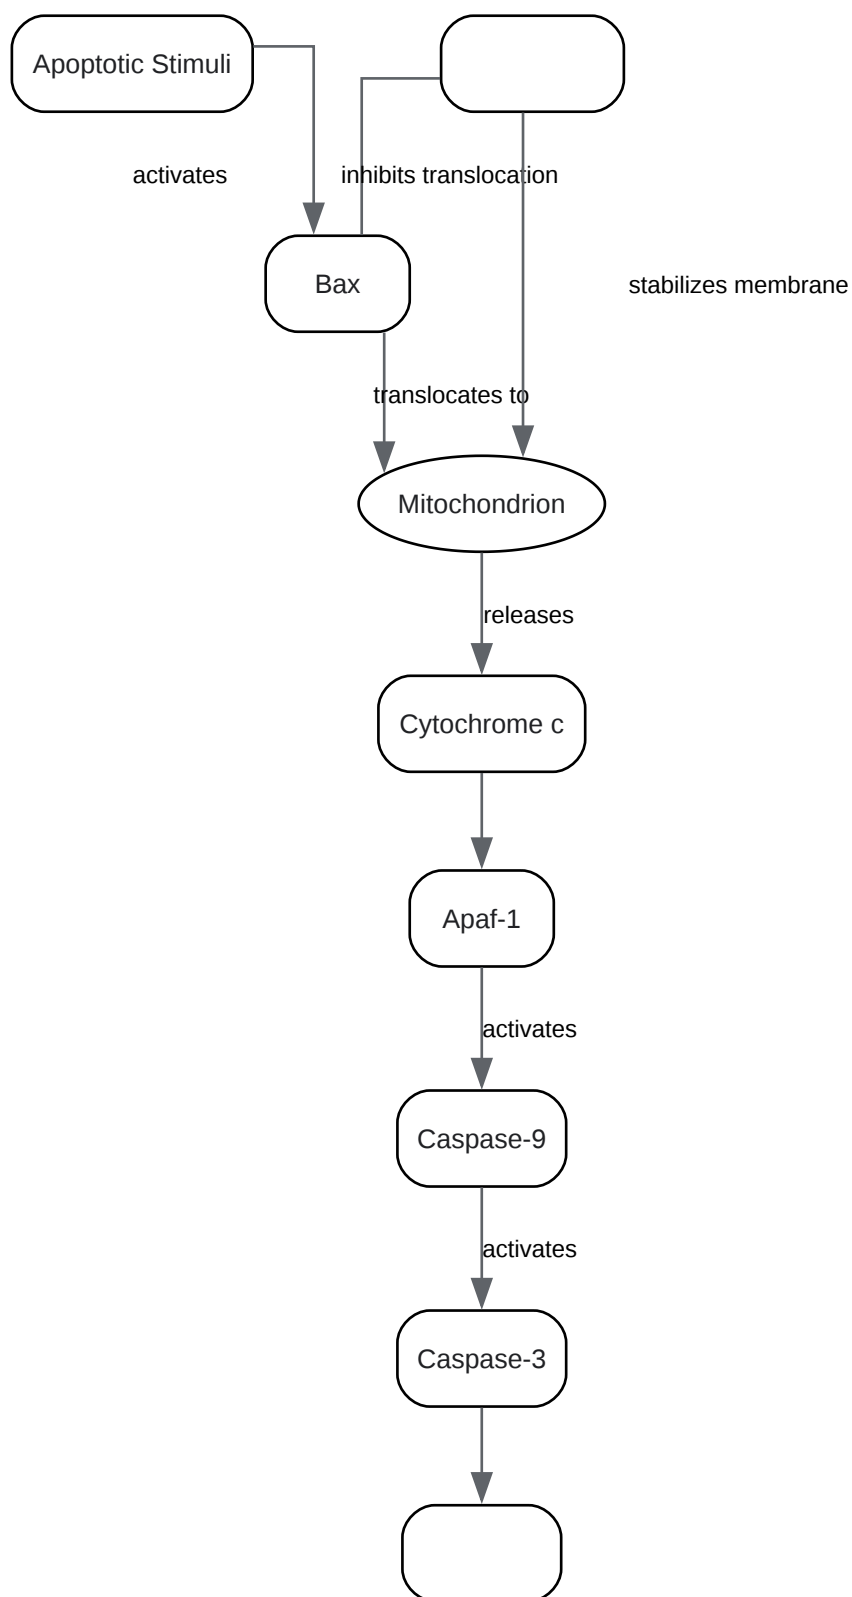 Apoptotic Stimuli
activates
inhibits translocation
Bax
stabilizes membrane
translocates to
Mitochondrion
releases
Cytochrome c
Apaf-1
activates
Caspase-9
activates
Caspase-3